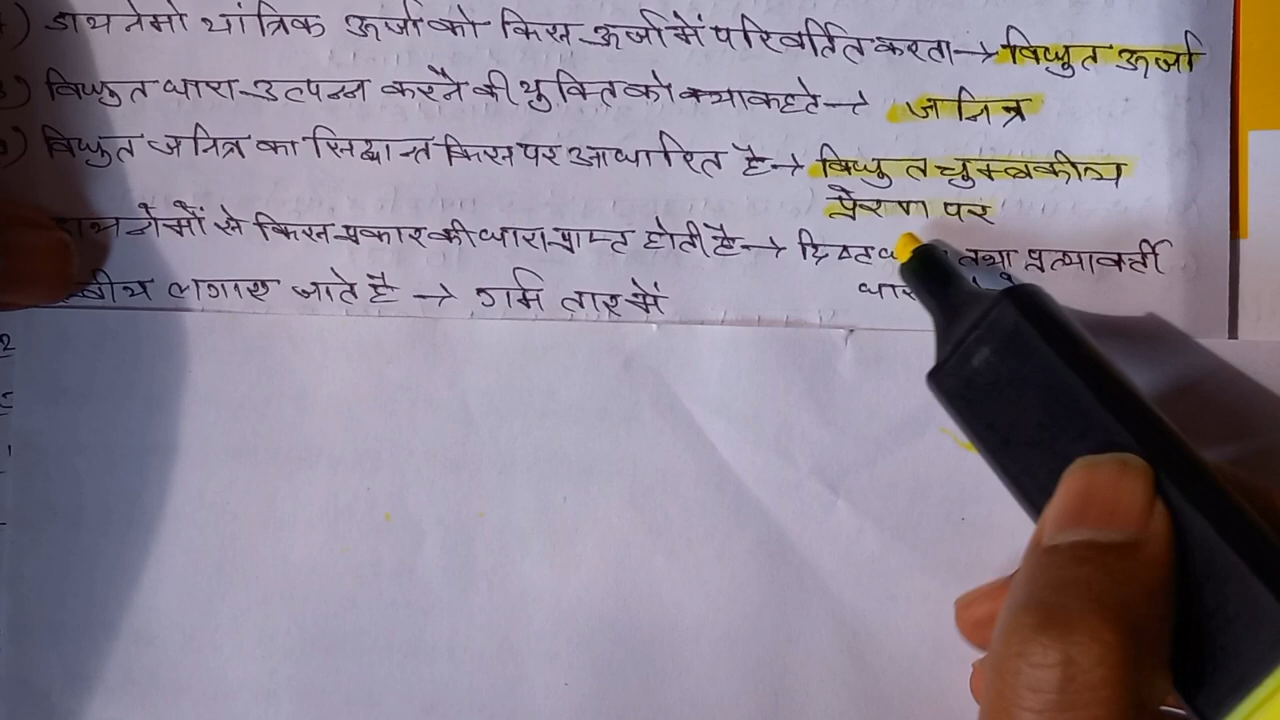 ) डायनेमो यांत्रिक ऊर्जा को किस ऊर्जा में परिवर्तित करता → विद्युत ऊर्जा
) विद्युत धारा उत्पन्न करने की युक्ति को क्या कहते → जनित्र
) विद्युत जनित्र का सिद्धान्त किस पर आधारित है → विद्युत चुम्बकीय
प्रेरण पर
से किस प्रकार की धारा प्राप्त होती है → दिष्ट तथा प्रत्यावर्ती
लगाए जाते है → गर्म तार में
2